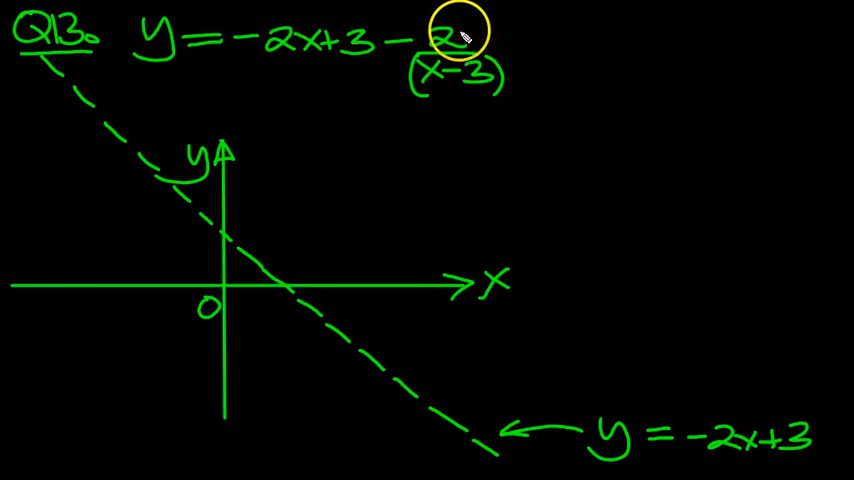 Q13. y = -2x+3 - 2/(x-3)
y
x
0
y = -2x+3